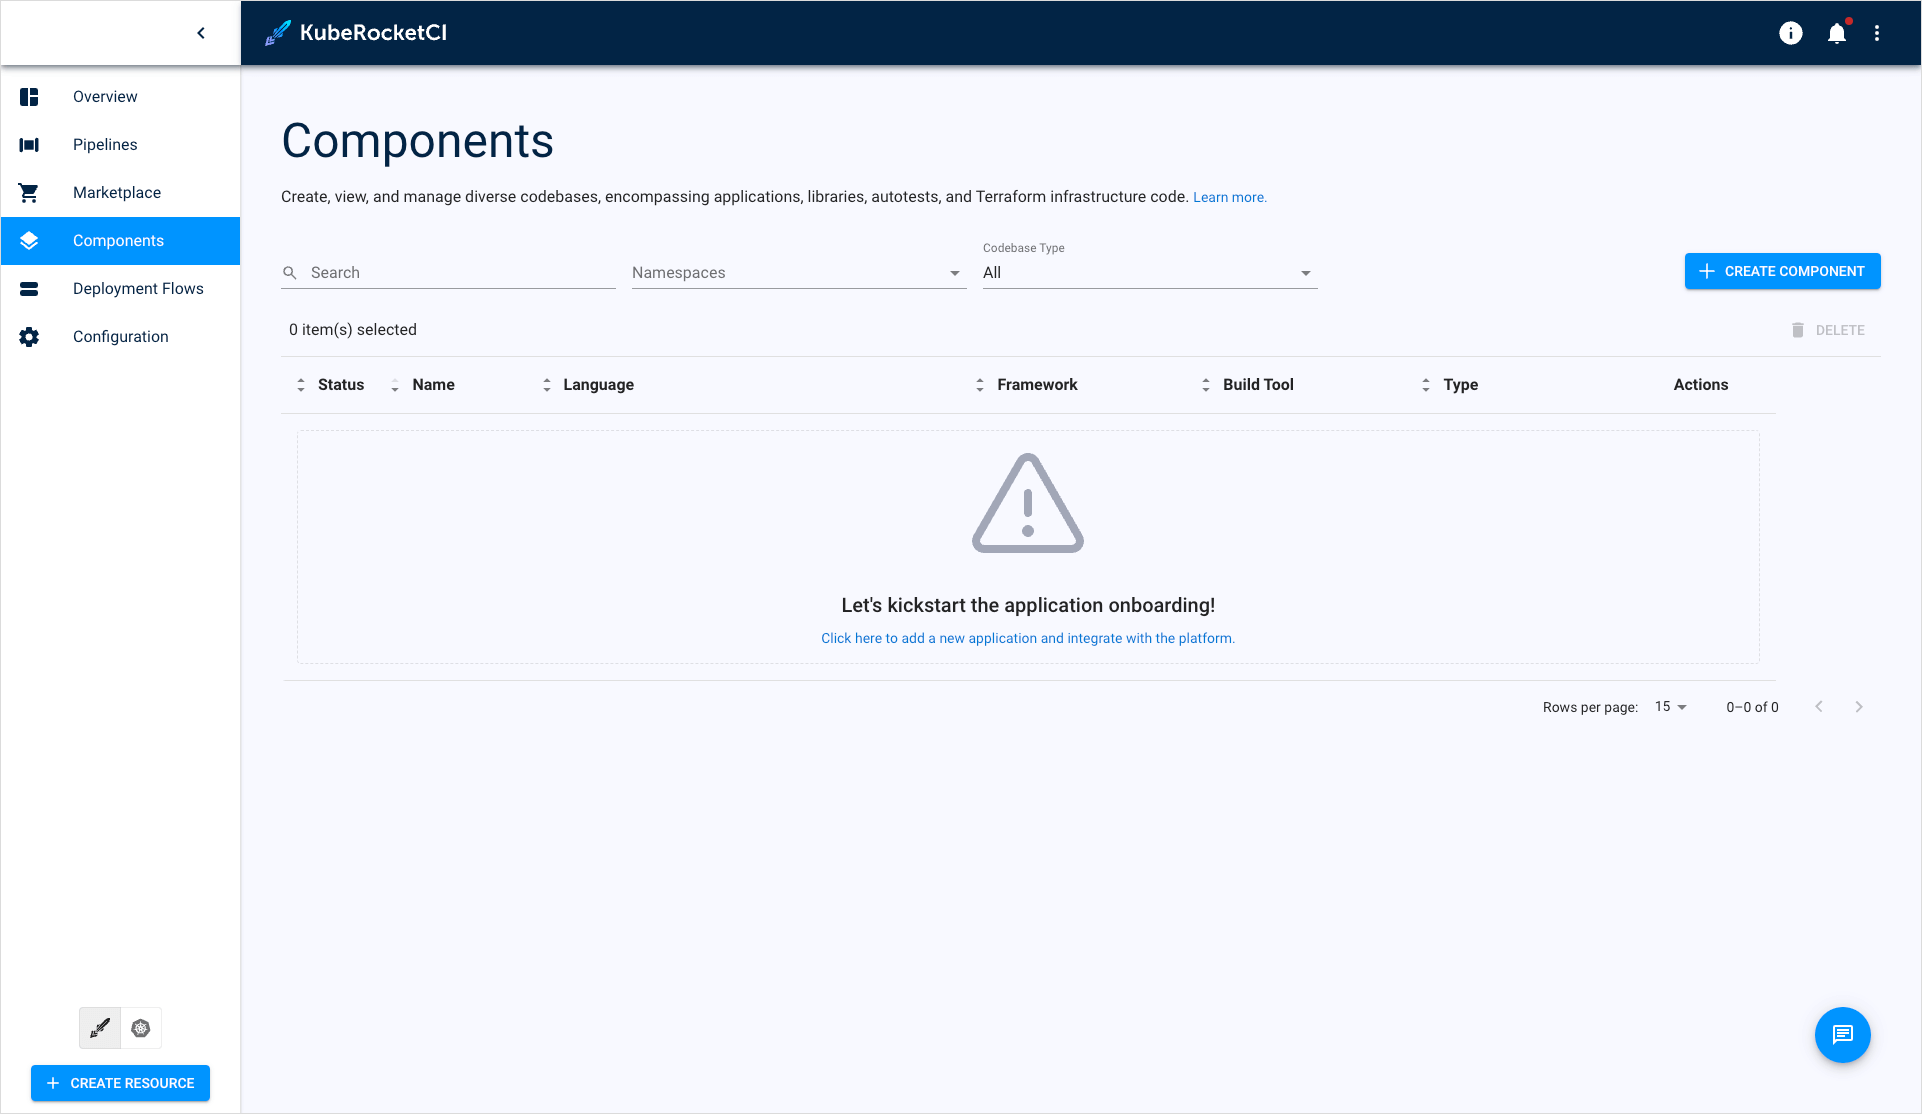 KubeRocketCI
Overview
Pipelines
Marketplace
Components
Deployment Flows
Configuration
CREATE RESOURCE
Components
Create, view, and manage diverse codebases, encompassing applications, libraries, autotests, and Terraform infrastructure code. Learn more.
Search
Namespaces
Codebase Type
All
CREATE COMPONENT
0 item(s) selected
DELETE
Status Name Language Framework Build Tool Type Actions
Let's kickstart the application onboarding!
Click here to add a new application and integrate with the platform.
Rows per page: 15 0–0 of 0